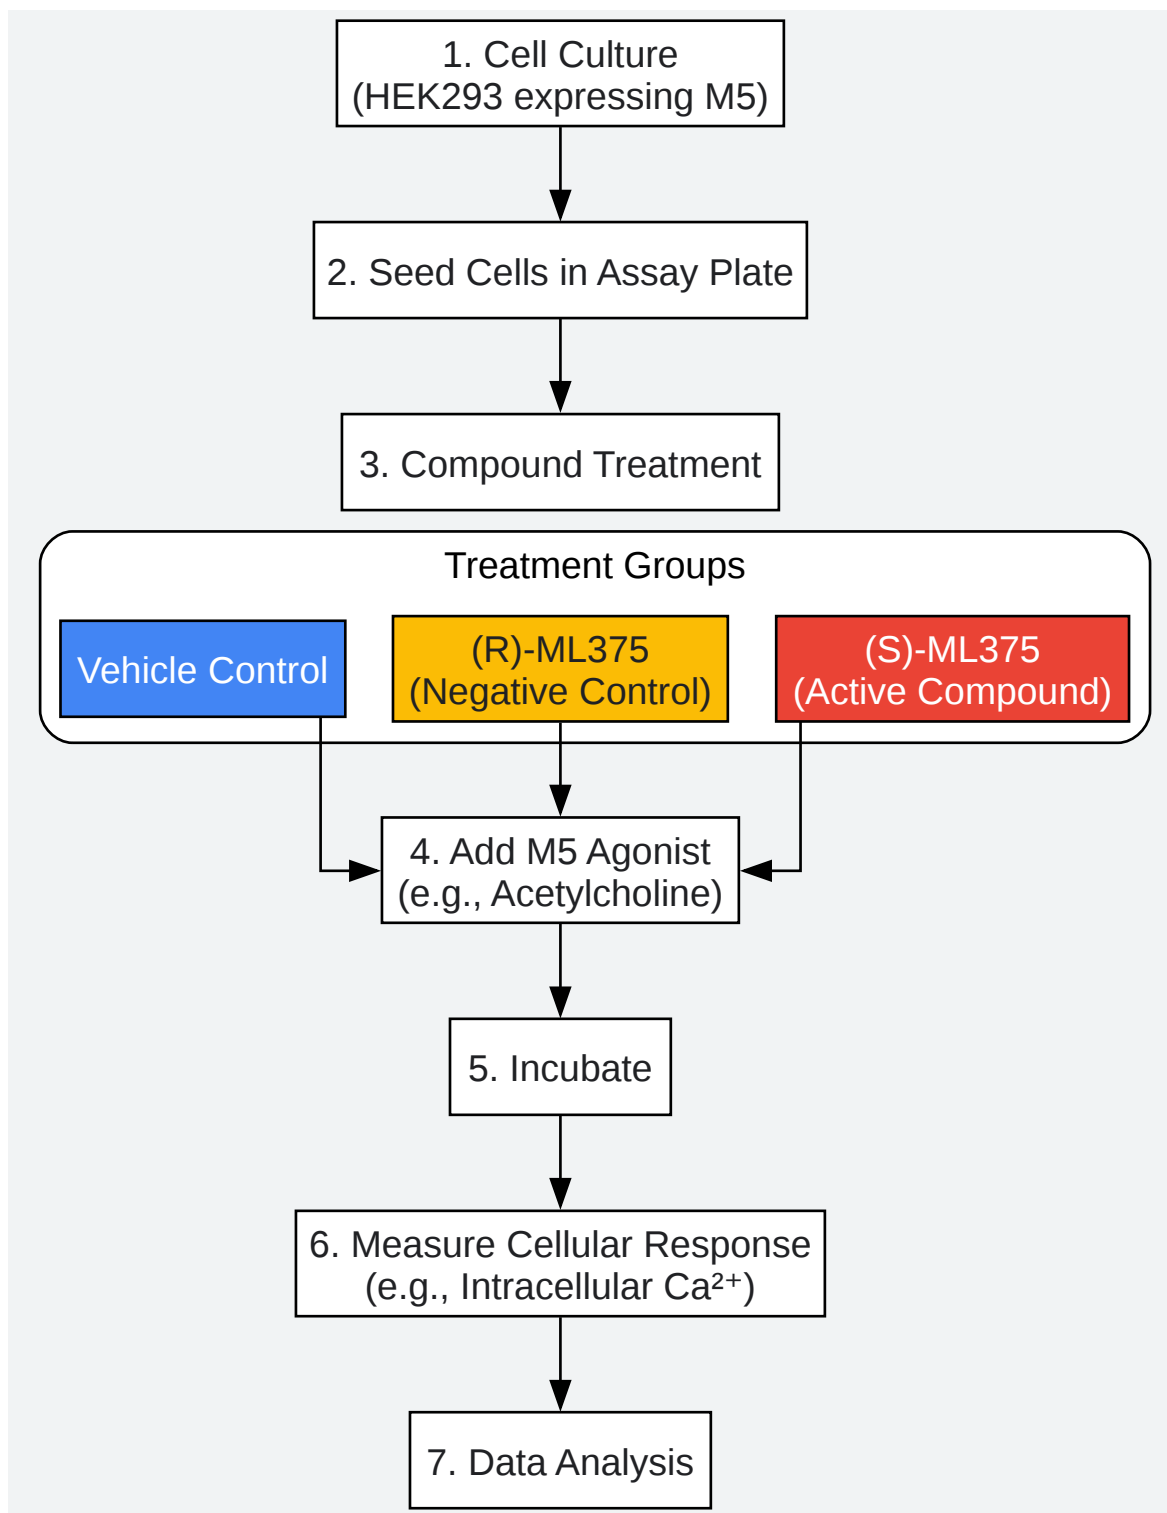 1. Cell Culture
(HEK293 expressing M5)
2. Seed Cells in Assay Plate
3. Compound Treatment
Treatment Groups
Vehicle Control
(R)-ML375
(Negative Control)
(S)-ML375
(Active Compound)
4. Add M5 Agonist
(e.g., Acetylcholine)
5. Incubate
6. Measure Cellular Response
(e.g., Intracellular Ca²⁺)
7. Data Analysis